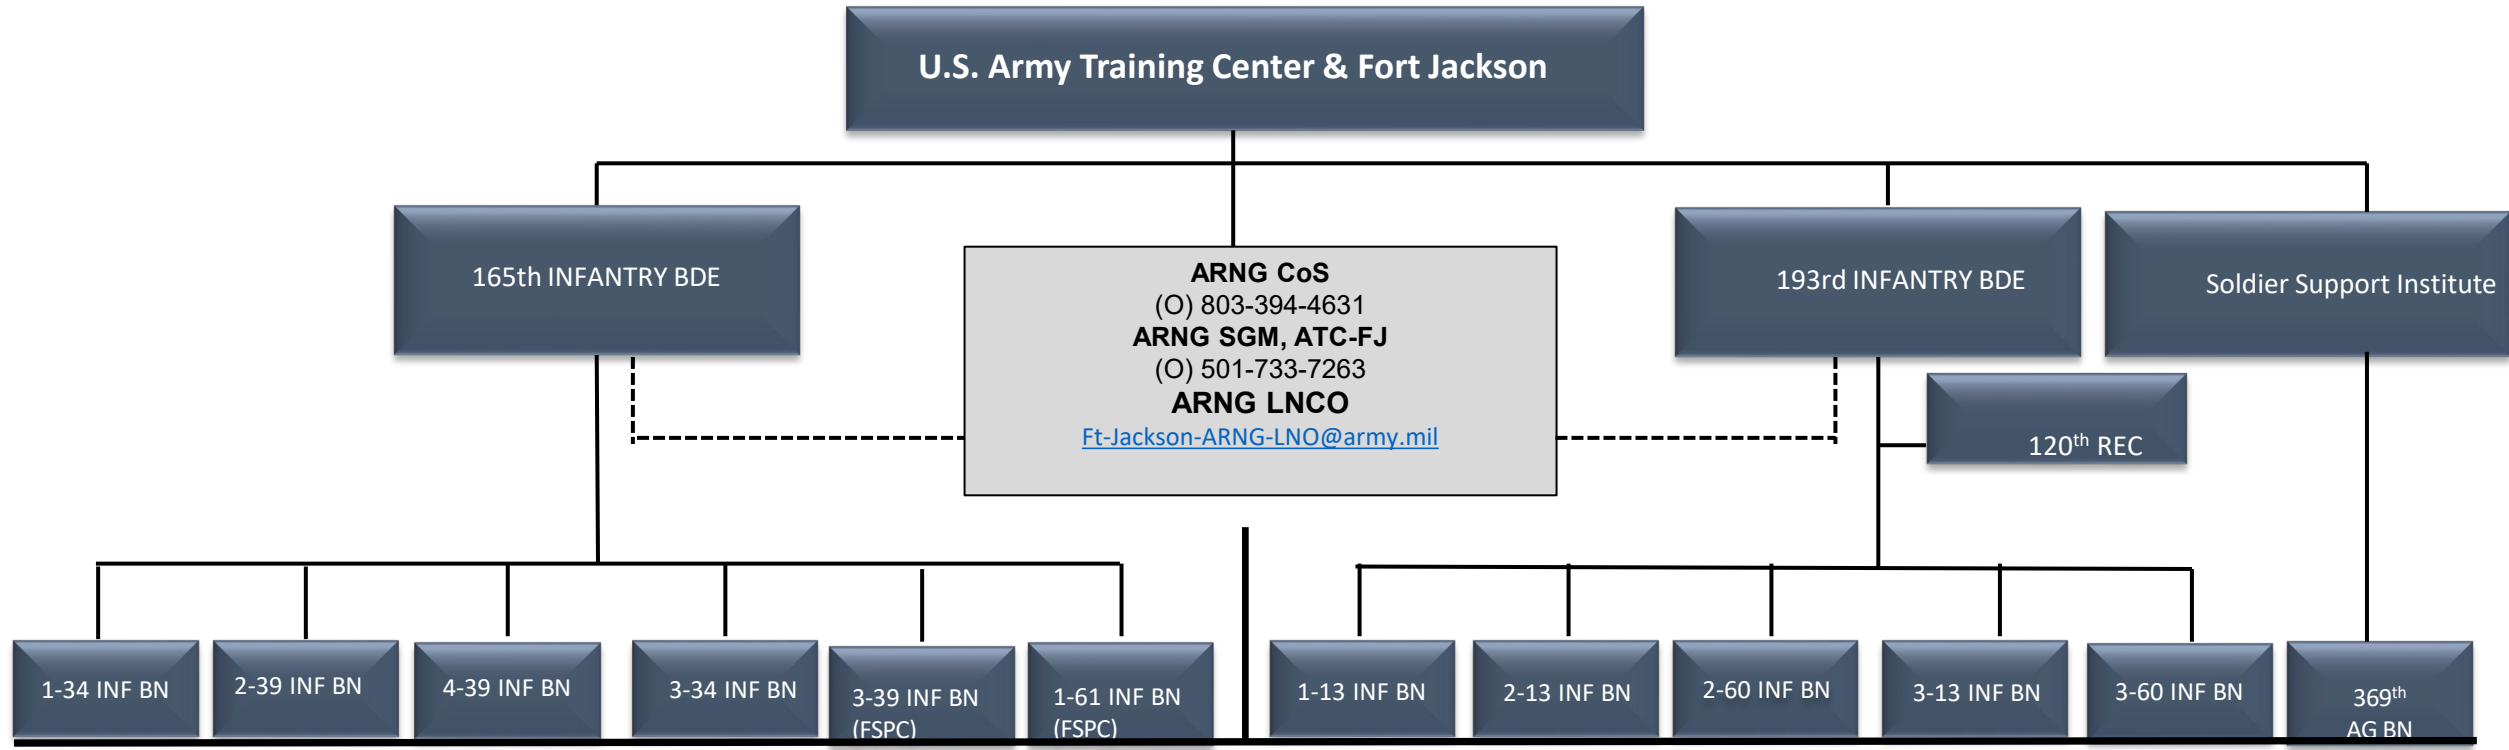 U.S. Army Training Center & Fort Jackson
165th INFANTRY BDE
ARNG CoS
(O) 803-394-4631
ARNG SGM, ATC-FJ
(O) 501-733-7263
ARNG LNCO
Ft-Jackson-ARNG-LNO@army.mil
193rd INFANTRY BDE
Soldier Support Institute
120th REC
1-34 INF BN
2-39 INF BN
4-39 INF BN
3-34 INF BN
3-39 INF BN
(FSPC)
1-61 INF BN
(FSPC)
1-13 INF BN
2-13 INF BN
2-60 INF BN
3-13 INF BN
3-60 INF BN
369th
AG BN